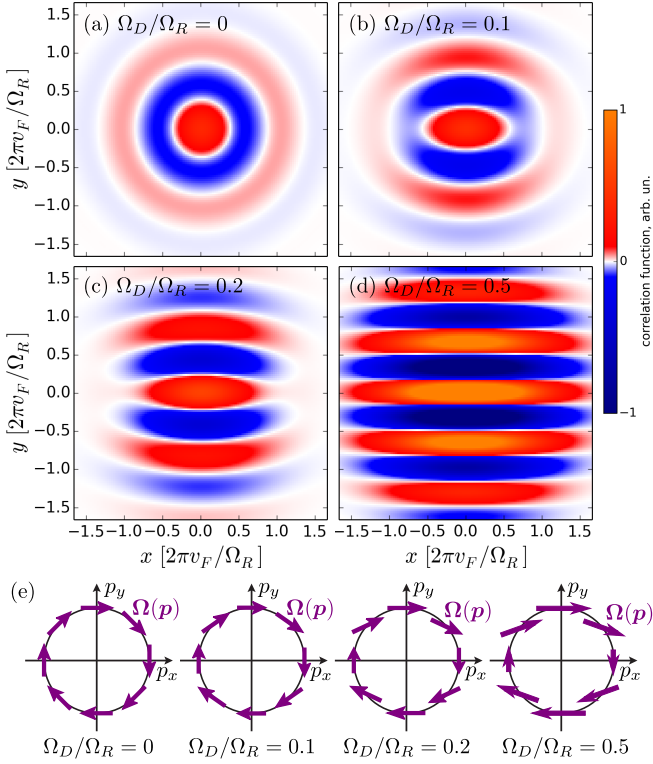 (a) Ω_D/Ω_R = 0
(b) Ω_D/Ω_R = 0.1
y [2πv_F/Ω_R]
1.5
1.0
0.5
0.0
−0.5
−1.0
−1.5
(c) Ω_D/Ω_R = 0.2
(d) Ω_D/Ω_R = 0.5
y [2πv_F/Ω_R]
1.5
1.0
0.5
0.0
−0.5
−1.0
−1.5
−1.5 −1.0 −0.5 0.0 0.5 1.0 1.5
−1.5 −1.0 −0.5 0.0 0.5 1.0 1.5
x [2πv_F/Ω_R]
x [2πv_F/Ω_R]
1
0
−1
correlation function, arb. un.
(e)
p_y Ω(p) p_x
p_y Ω(p) p_x
p_y Ω(p) p_x
p_y Ω(p) p_x
Ω_D/Ω_R = 0
Ω_D/Ω_R = 0.1
Ω_D/Ω_R = 0.2
Ω_D/Ω_R = 0.5